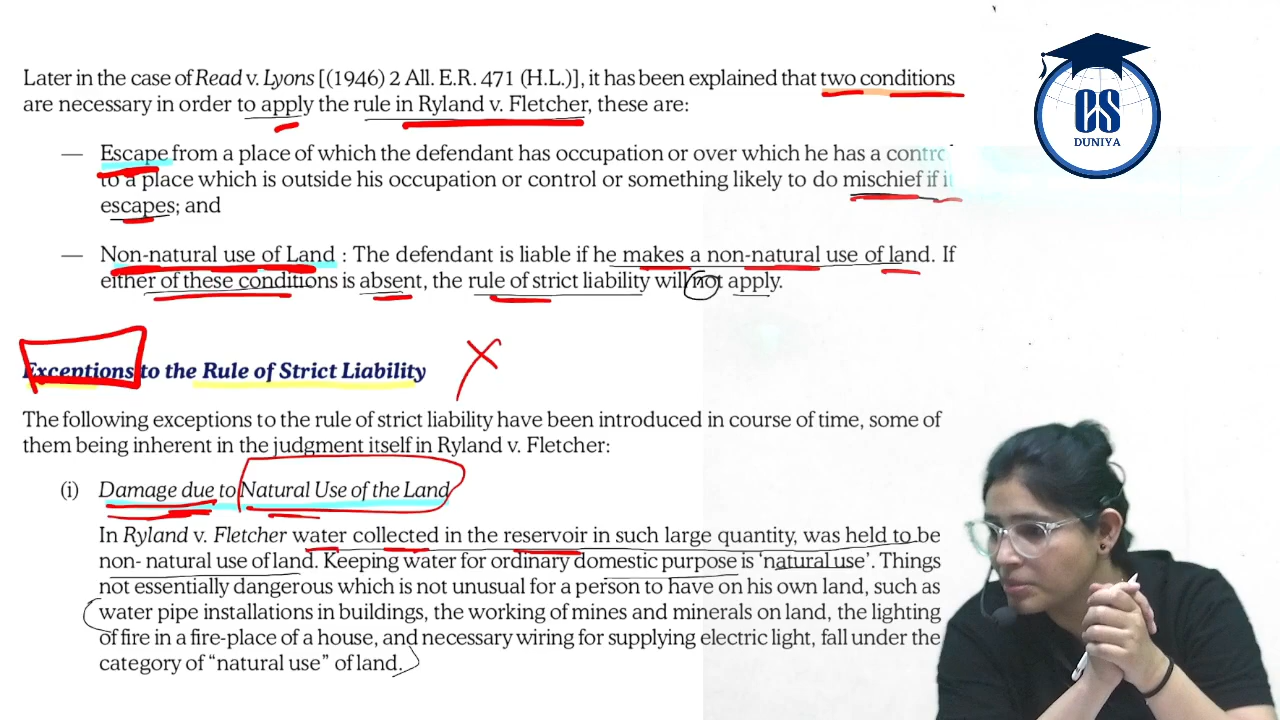 Later in the case of Read v. Lyons [(1946) 2 All. E.R. 471 (H.L.)], it has been explained that two conditions
are necessary in order to apply the rule in Ryland v. Fletcher, these are:
— Escape from a place of which the defendant has occupation or over which he has a contro
to a place which is outside his occupation or control or something likely to do mischief if i
escapes; and
— Non-natural use of Land : The defendant is liable if he makes a non-natural use of land. If
either of these conditions is absent, the rule of strict liability will not apply.
Exceptions to the Rule of Strict Liability
The following exceptions to the rule of strict liability have been introduced in course of time, some of
them being inherent in the judgment itself in Ryland v. Fletcher:
(i) Damage due to Natural Use of the Land
In Ryland v. Fletcher water collected in the reservoir in such large quantity, was held to be
non- natural use of land. Keeping water for ordinary domestic purpose is ‘natural use’. Things
not essentially dangerous which is not unusual for a person to have on his own land, such as
water pipe installations in buildings, the working of mines and minerals on land, the lighting
of fire in a fire-place of a house, and necessary wiring for supplying electric light, fall under the
category of “natural use” of land.
CS
DUNIYA